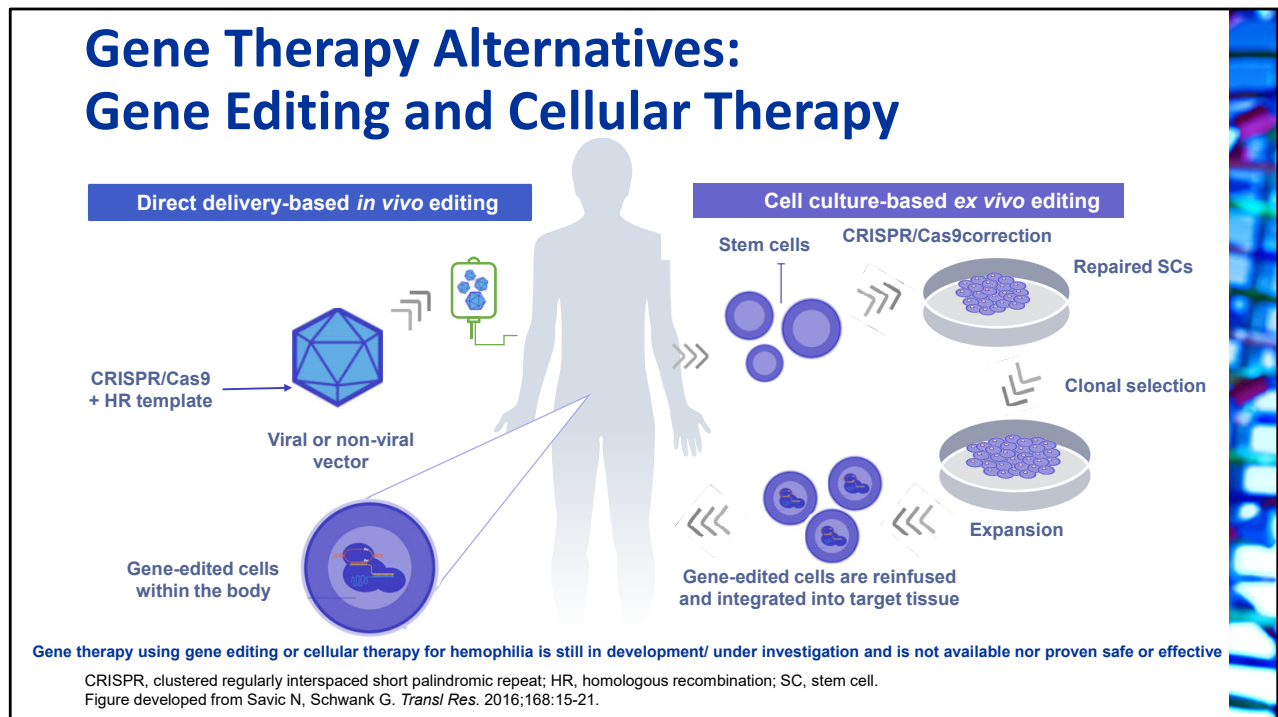 Gene Therapy Alternatives:
Gene Editing and Cellular Therapy
Direct delivery-based in vivo editing
CRISPR/Cas9
+ HR template
Viral or non-viral
vector
Gene-edited cells
within the body
Cell culture-based ex vivo editing
Stem cells
CRISPR/Cas9correction
Repaired SCs
Clonal selection
Expansion
Gene-edited cells are reinfused
and integrated into target tissue
Gene therapy using gene editing or cellular therapy for hemophilia is still in development/ under investigation and is not available nor proven safe or effective
CRISPR, clustered regularly interspaced short palindromic repeat; HR, homologous recombination; SC, stem cell.
Figure developed from Savic N, Schwank G. Transl Res. 2016;168:15-21.